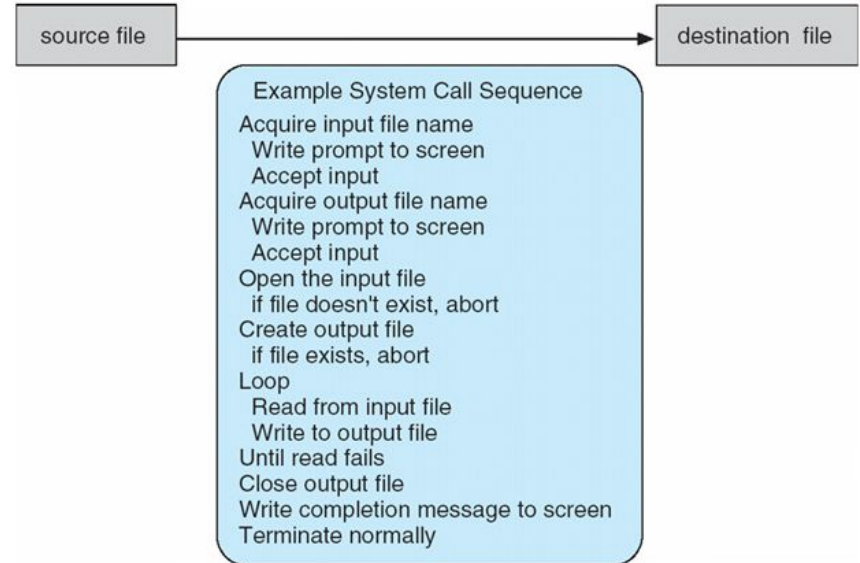 source file
destination file
Example System Call Sequence
Acquire input file name
Write prompt to screen
Accept input
Acquire output file name
Write prompt to screen
Accept input
Open the input file
if file doesn't exist, abort
Create output file
if file exists, abort
Loop
Read from input file
Write to output file
Until read fails
Close output file
Write completion message to screen
Terminate normally